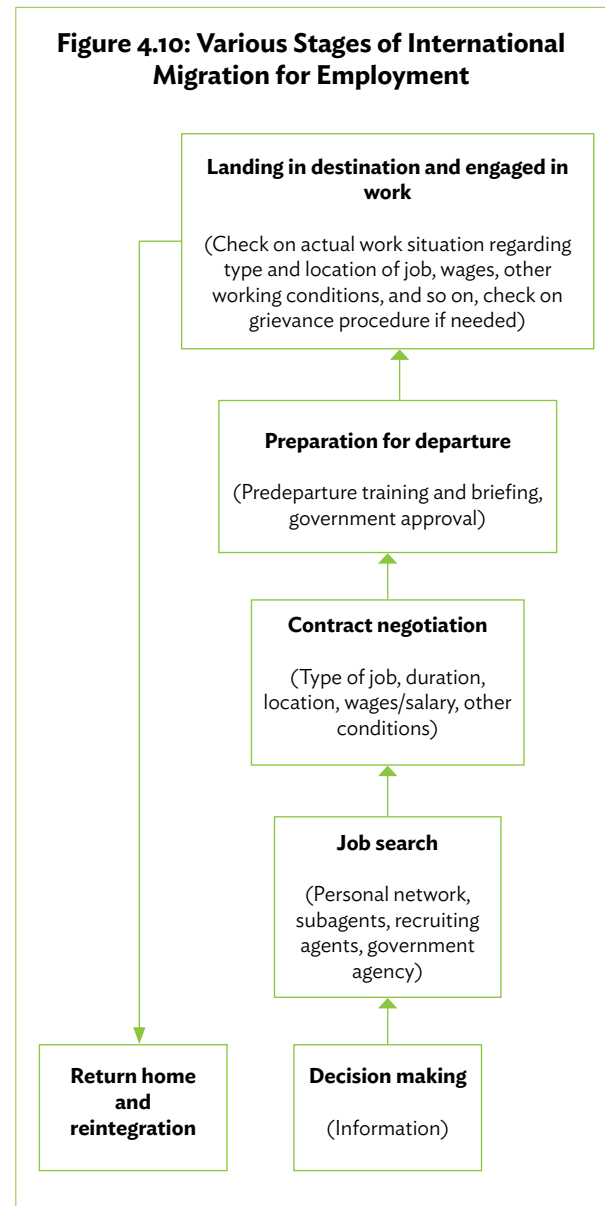 Figure 4.10: Various Stages of International
Migration for Employment
Landing in destination and engaged in
work
(Check on actual work situation regarding
type and location of job, wages, other
working conditions, and so on, check on
grievance procedure if needed)
Preparation for departure
(Predeparture training and briefing,
government approval)
Contract negotiation
(Type of job, duration,
location, wages/salary, other
conditions)
Job search
(Personal network,
subagents, recruiting
agents, government
agency)
Return home
and
reintegration
Decision making
(Information)